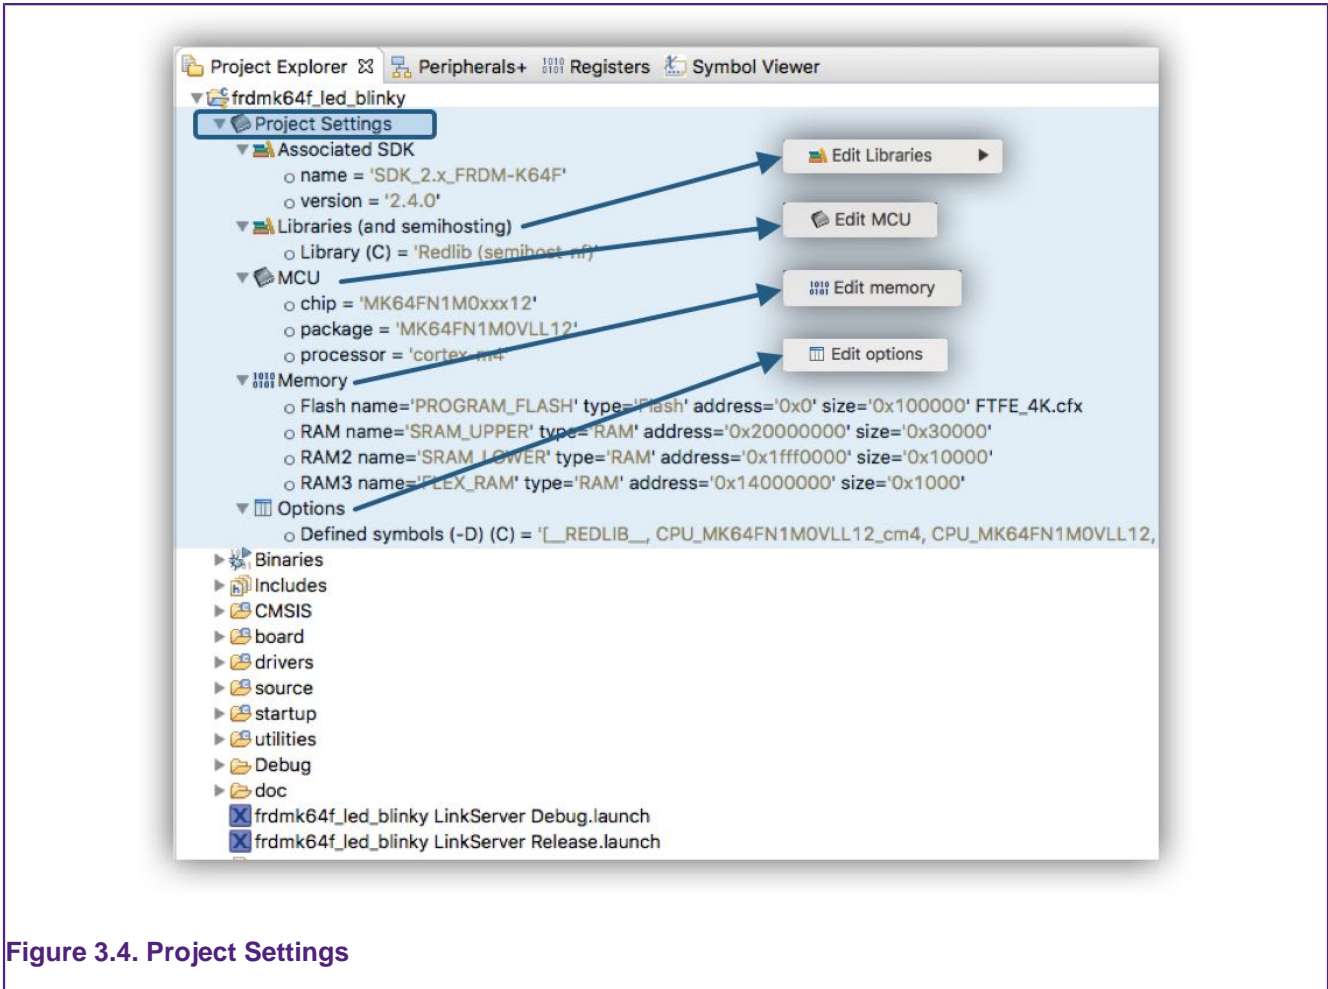 Project Explorer Peripherals+ Registers Symbol Viewer
frdmk64f_led_blinky
Project Settings
Associated SDK
Edit Libraries
name = 'SDK_2.x_FRDM-K64F'
version = '2.4.0'
Libraries (and semihosting)
Edit MCU
Library (C) = 'Redlib (semihost-nf)'
MCU
Edit memory
chip = 'MK64FN1M0xxx12'
package = 'MK64FN1M0VLL12'
processor = 'cortex-m4'
Edit options
Memory
Flash name='PROGRAM_FLASH' type='Flash' address='0x0' size='0x100000' FTFE_4K.cfx
RAM name='SRAM_UPPER' type='RAM' address='0x20000000' size='0x30000'
RAM2 name='SRAM_LOWER' type='RAM' address='0x1fff0000' size='0x10000'
RAM3 name='FLEX_RAM' type='RAM' address='0x14000000' size='0x1000'
Options
Defined symbols (-D) (C) = '[__REDLIB__, CPU_MK64FN1M0VLL12_cm4, CPU_MK64FN1M0VLL12,
Binaries
Includes
CMSIS
board
drivers
source
startup
utilities
Debug
doc
frdmk64f_led_blinky LinkServer Debug.launch
frdmk64f_led_blinky LinkServer Release.launch
Figure 3.4. Project Settings